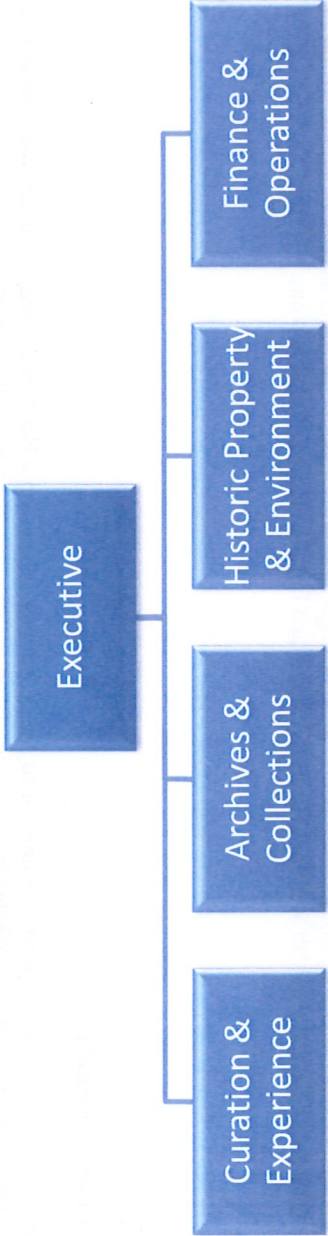 Executive
Curation &
Experience
Archives &
Collections
Historic Property
& Environment
Finance &
Operations